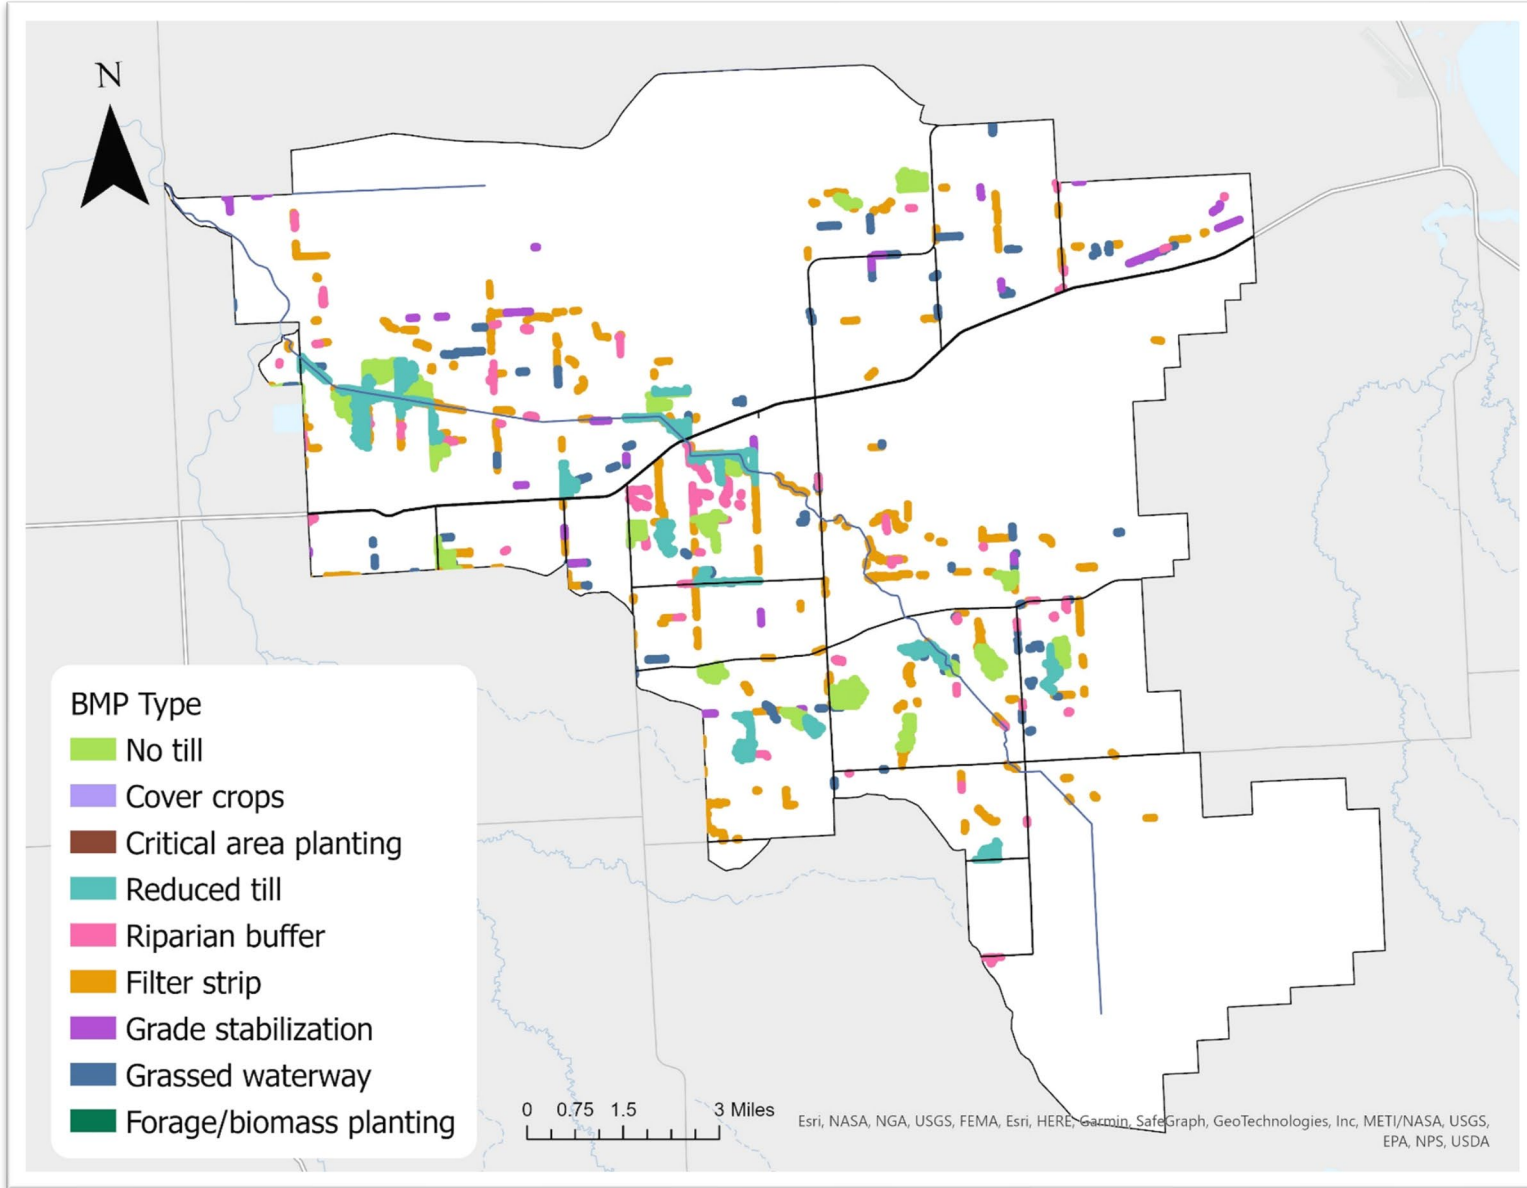 N
BMP Type
No till
Cover crops
Critical area planting
Reduced till
Riparian buffer
Filter strip
Grade stabilization
Grassed waterway
Forage/biomass planting
0 0.75 1.5 3 Miles
Esri, NASA, NGA, USGS, FEMA, Esri, HERE, Garmin, SafeGraph, GeoTechnologies, Inc, METI/NASA, USGS,
EPA, NPS, USDA